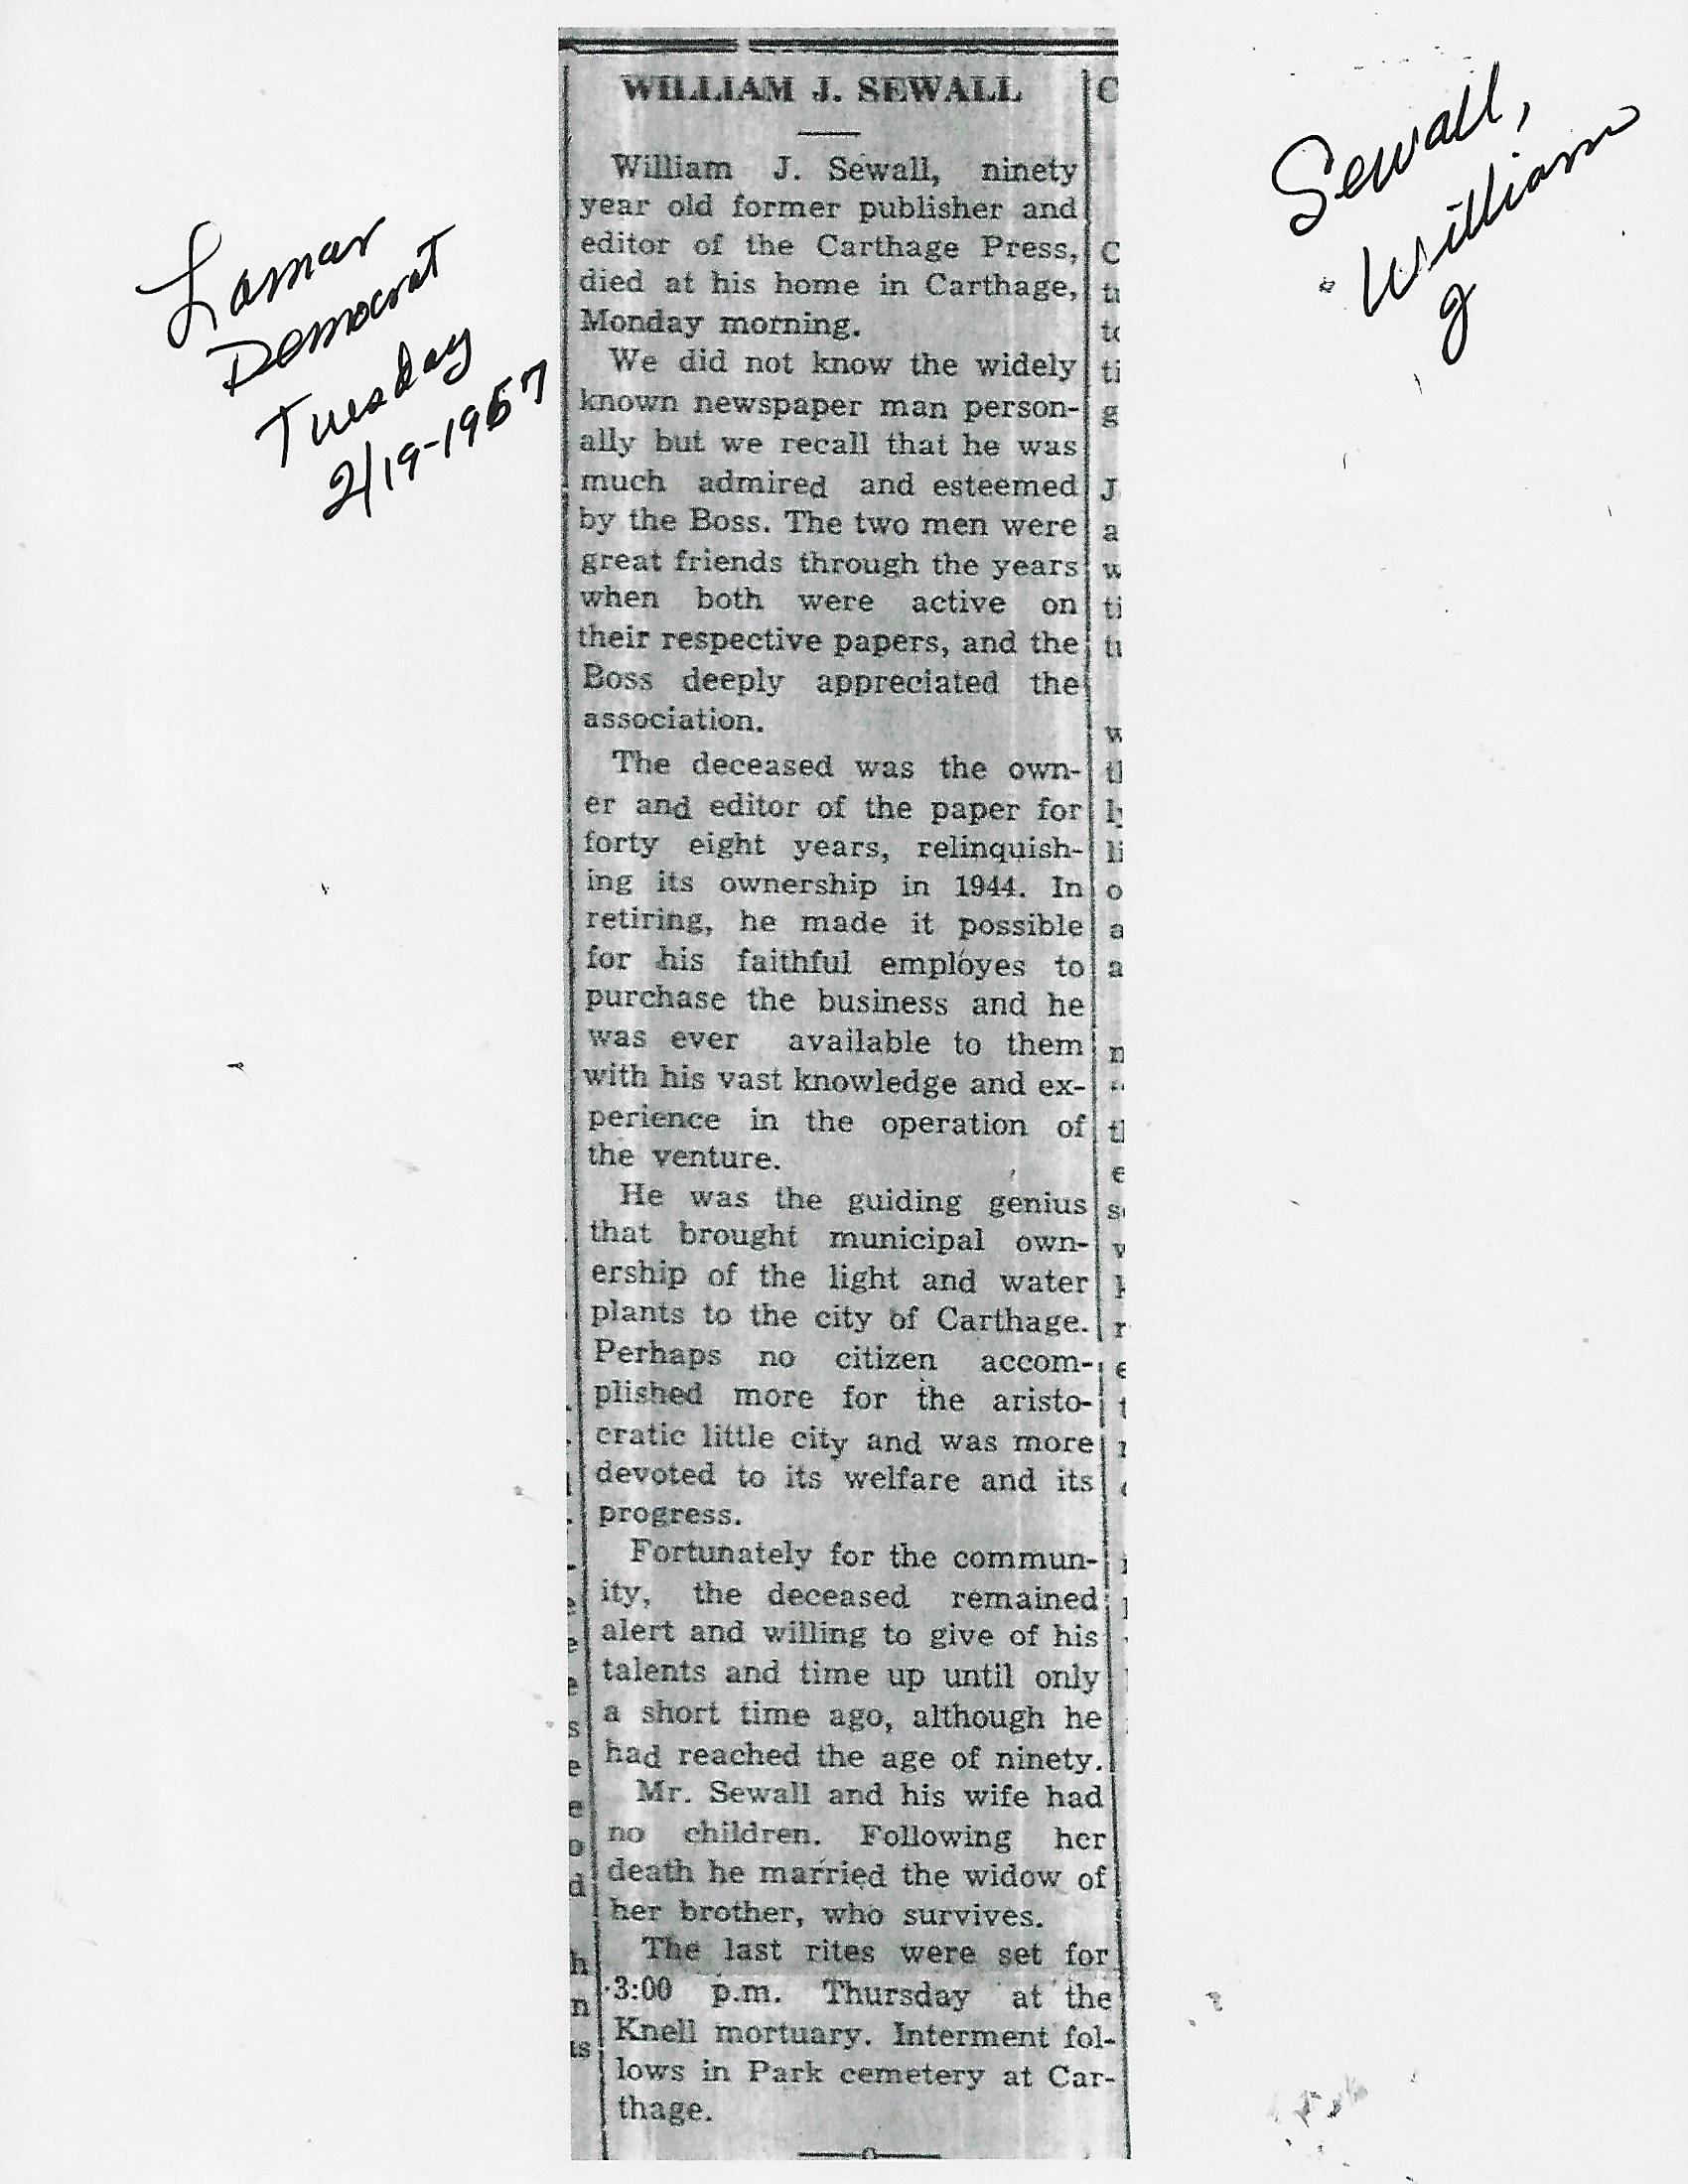 Lamar
Democrat
Tuesday
2/19-1957
Sewall,
William
J
WILLIAM J. SEWALL
William J. Sewall, ninety
year old former publisher and
editor of the Carthage Press,
died at his home in Carthage,
Monday morning.
We did not know the widely
known newspaper man person-
ally but we recall that he was
much admired and esteemed
by the Boss. The two men were
great friends through the years
when both were active on
their respective papers, and the
Boss deeply appreciated the
association.
The deceased was the own-
er and editor of the paper for
forty eight years, relinquish-
ing its ownership in 1944. In
retiring, he made it possible
for his faithful employes to
purchase the business and he
was ever available to them
with his vast knowledge and ex-
perience in the operation of
the venture.
He was the guiding genius
that brought municipal own-
ership of the light and water
plants to the city of Carthage.
Perhaps no citizen accom-
plished more for the aristo-
cratic little city and was more
devoted to its welfare and its
progress.
Fortunately for the commun-
ity, the deceased remained
alert and willing to give of his
talents and time up until only
a short time ago, although he
had reached the age of ninety.
Mr. Sewall and his wife had
no children. Following her
death he married the widow of
her brother, who survives.
The last rites were set for
3:00 p.m. Thursday at the
Knell mortuary. Interment fol-
lows in Park cemetery at Car-
thage.